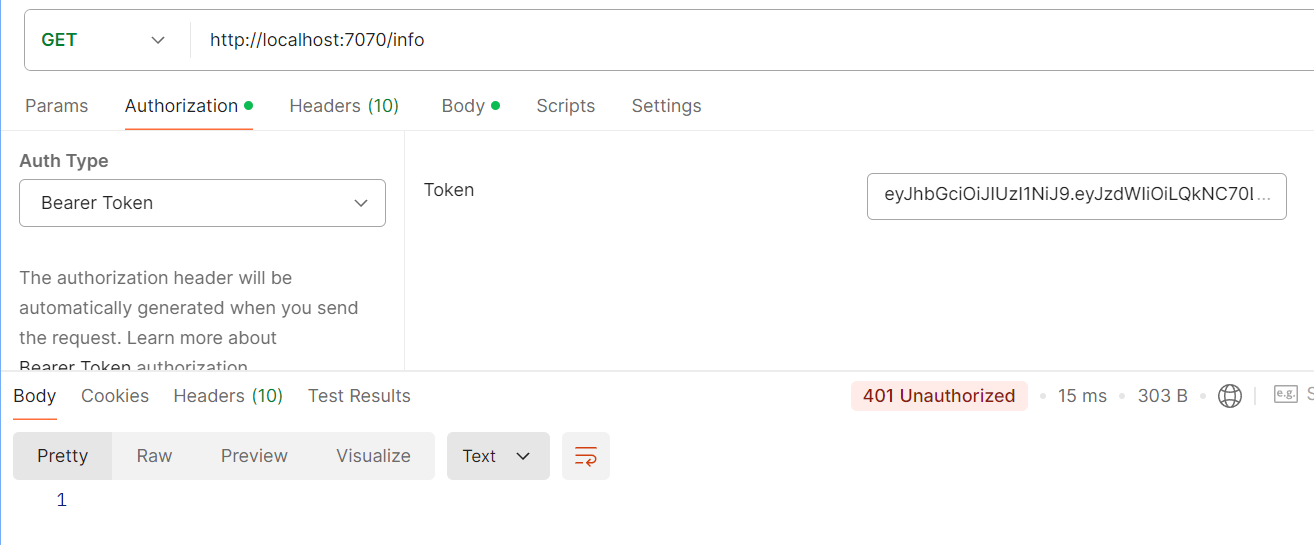 GET http://localhost:7070/info
Params Authorization Headers (10) Body Scripts Settings
Auth Type
Bearer Token
The authorization header will be
automatically generated when you send
the request. Learn more about
Bearer Token authorization
Token eyJhbGciOiJIUzI1NiJ9.eyJzdWIiOiLQkNC70I...
Body Cookies Headers (10) Test Results 401 Unauthorized 15 ms 303 B e.g. S
Pretty Raw Preview Visualize Text
1